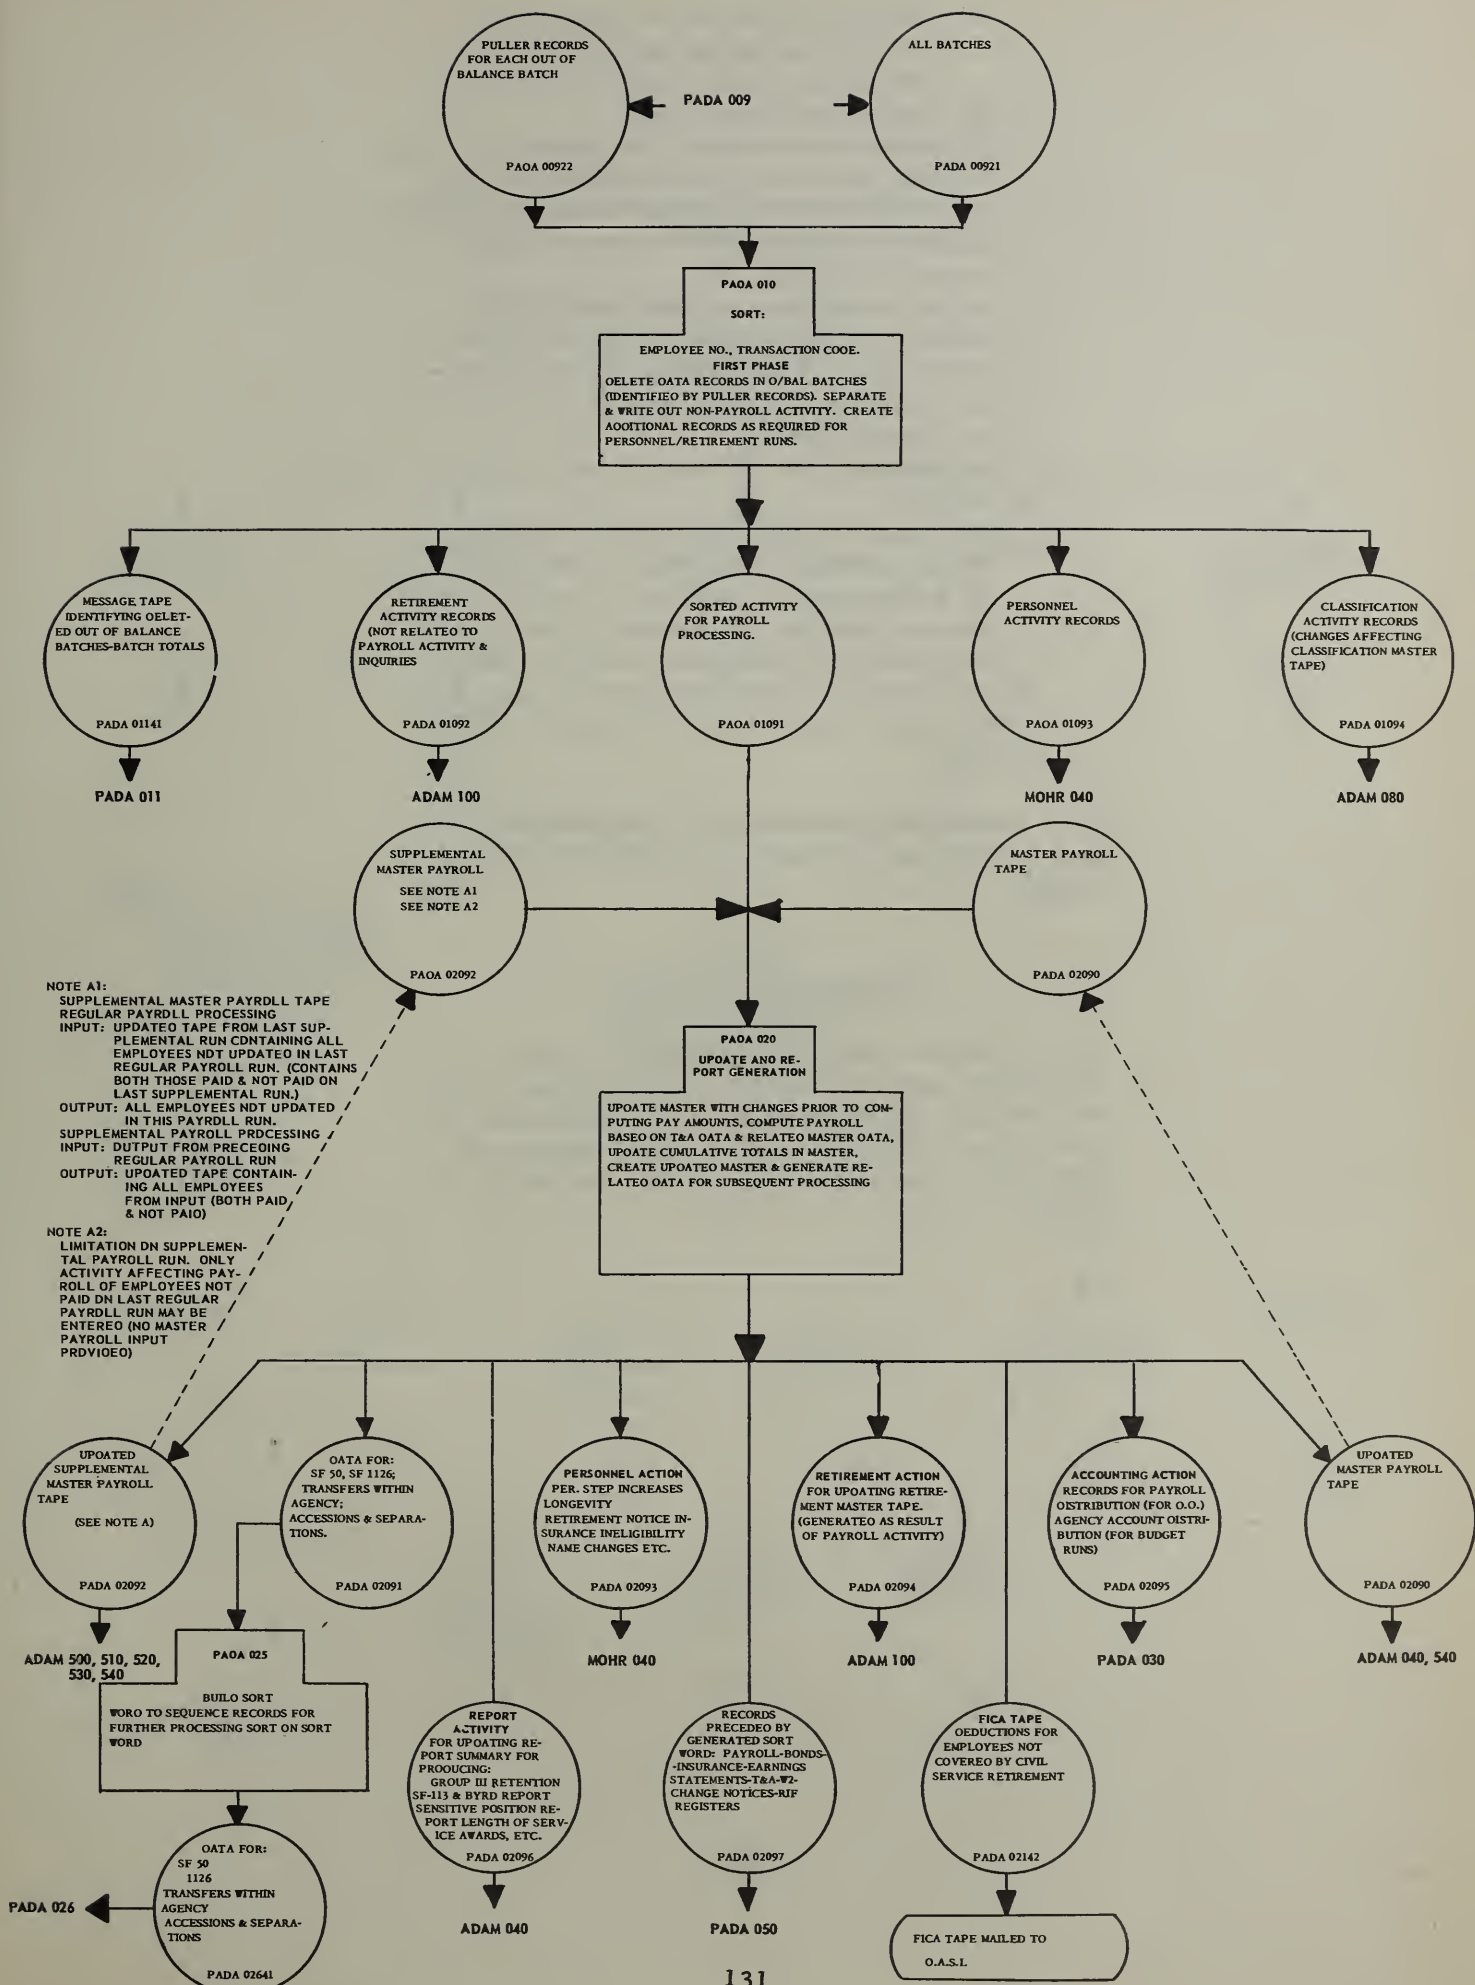 PULLER RECORDS
FOR EACH OUT OF
BALANCE BATCH
PAOA 00922
PADA 009
ALL BATCHES
PADA 00921
PAOA 010
SORT:
EMPLOYEE NO., TRANSACTION COOE.
FIRST PHASE
OELETE OATA RECORDS IN O/BAL BATCHES
(IDENTIFIEO BY PULLER RECORDS). SEPARATE
& WRITE OUT NON-PAYROLL ACTIVITY. CREATE
AOOITIONAL RECORDS AS REQUIRED FOR
PERSONNEL/RETIREMENT RUNS.
MESSAGE TAPE
IDENTIFYING OELET-
ED OUT OF BALANCE
BATCHES-BATCH TOTALS
PADA 01141
PADA 011
RETIREMENT
ACTIVITY RECORDS
(NOT RELATED TO
PAYROLL ACTIVITY &
INQUIRIES
PADA 01092
ADAM 100
SORTED ACTIVITY
FOR PAYROLL
PROCESSING.
PAOA 01091
PERSONNEL
ACTIVITY RECORDS
PAOA 01093
MOHR 040
CLASSIFICATION
ACTIVITY RECORDS
(CHANGES AFFECTING
CLASSIFICATION MASTER
TAPE)
PADA 01094
ADAM 080
SUPPLEMENTAL
MASTER PAYROLL
SEE NOTE A1
SEE NOTE A2
PAOA 02092
MASTER PAYROLL
TAPE
PADA 02090
NOTE A1:
SUPPLEMENTAL MASTER PAYRDLL TAPE
REGULAR PAYRDLL PROCESSING
INPUT: UPDATEO TAPE FROM LAST SUP-
PLEMENTAL RUN CDNTAINING ALL
EMPLOYEES NDT UPDATED IN LAST
REGULAR PAYROLL RUN. (CONTAINS
BOTH THOSE PAID & NOT PAID ON
LAST SUPPLEMENTAL RUN.)
OUTPUT: ALL EMPLOYEES NDT UPDATED
IN THIS PAYRDLL RUN.
SUPPLEMENTAL PAYROLL PRDCESSING
INPUT: DUTPUT FROM PRECEOING
REGULAR PAYROLL RUN
OUTPUT: UPOATED TAPE CONTAIN-
ING ALL EMPLOYEES
FROM INPUT (BOTH PAID
& NOT PAIO)
NOTE A2:
LIMITATION DN SUPPLEMEN-
TAL PAYROLL RUN. ONLY
ACTIVITY AFFECTING PAY-
ROLL OF EMPLOYEES NOT
PAID DN LAST REGULAR
PAYRDLL RUN MAY BE
ENTEREO (NO MASTER
PAYROLL INPUT
PRDVIOEO)
PAOA 020
UPOATE ANO RE-
PORT GENERATION
UPOATE MASTER WITH CHANGES PRIOR TO COM-
PUTING PAY AMOUNTS, COMPUTE PAYROLL
BASEO ON T&A OATA & RELATEO MASTER OATA,
UPDATE CUMULATIVE TOTALS IN MASTER,
CREATE UPOATEO MASTER & GENERATE RE-
LATEO OATA FOR SUBSEQUENT PROCESSING
UPOATED
SUPPLEMENTAL
MASTER PAYROLL
TAPE
(SEE NOTE A)
PADA 02092
ADAM 500, 510, 520,
530, 540
OATA FOR:
SF 50, SF 1126;
TRANSFERS WITHIN
AGENCY;
ACCESSIONS & SEPARA-
TIONS.
PADA 02091
PERSONNEL ACTION
PER. STEP INCREASES
LONGEVITY
RETIREMENT NOTICE IN-
SURANCE INELIGIBILITY
NAME CHANGES ETC.
PADA 02093
MOHR 040
RETIREMENT ACTION
FOR UPOATING RETIRE-
MENT MASTER TAPE.
(GENERATED AS RESULT
OF PAYROLL ACTIVITY)
PADA 02094
ADAM 100
ACCOUNTING ACTION
RECORDS FOR PAYROLL
OISTRIBUTION (FOR O.O.)
AGENCY ACCOUNT OISTRI-
BUTION (FOR BUDGET
RUNS)
PADA 02095
PADA 030
UPOATED
MASTER PAYROLL
TAPE
PADA 02090
ADAM 040, 540
PAOA 025
BUILO SORT
WORO TO SEQUENCE RECORDS FOR
FURTHER PROCESSING SORT ON SORT
WORD
REPORT
ACTIVITY
FOR UPOATING RE-
PORT SUMMARY FOR
PROOUCING:
GROUP III RETENTION
SF-113 & BYRD REPORT
SENSITIVE POSITION RE-
PORT LENGTH OF SERV-
ICE AWARDS, ETC.
PADA 02096
ADAM 040
RECORDS
PRECEDEO BY
GENERATED SORT
WORD: PAYROLL-BONDS-
-INSURANCE-EARNINGS
STATEMENTS-T&A-W2-
CHANGE NOTICES-RIF
REGISTERS
PADA 02097
PADA 050
FICA TAPE
OEDUCTIONS FOR
EMPLOYEES NOT
COVERED BY CIVIL
SERVICE RETIREMENT
PADA 02142
FICA TAPE MAILED TO
O.A.S.I.
OATA FOR:
SF 50
1126
TRANSFERS WITHIN
AGENCY
ACCESSIONS & SEPARA-
TIONS
PADA 02641
PADA 026
131